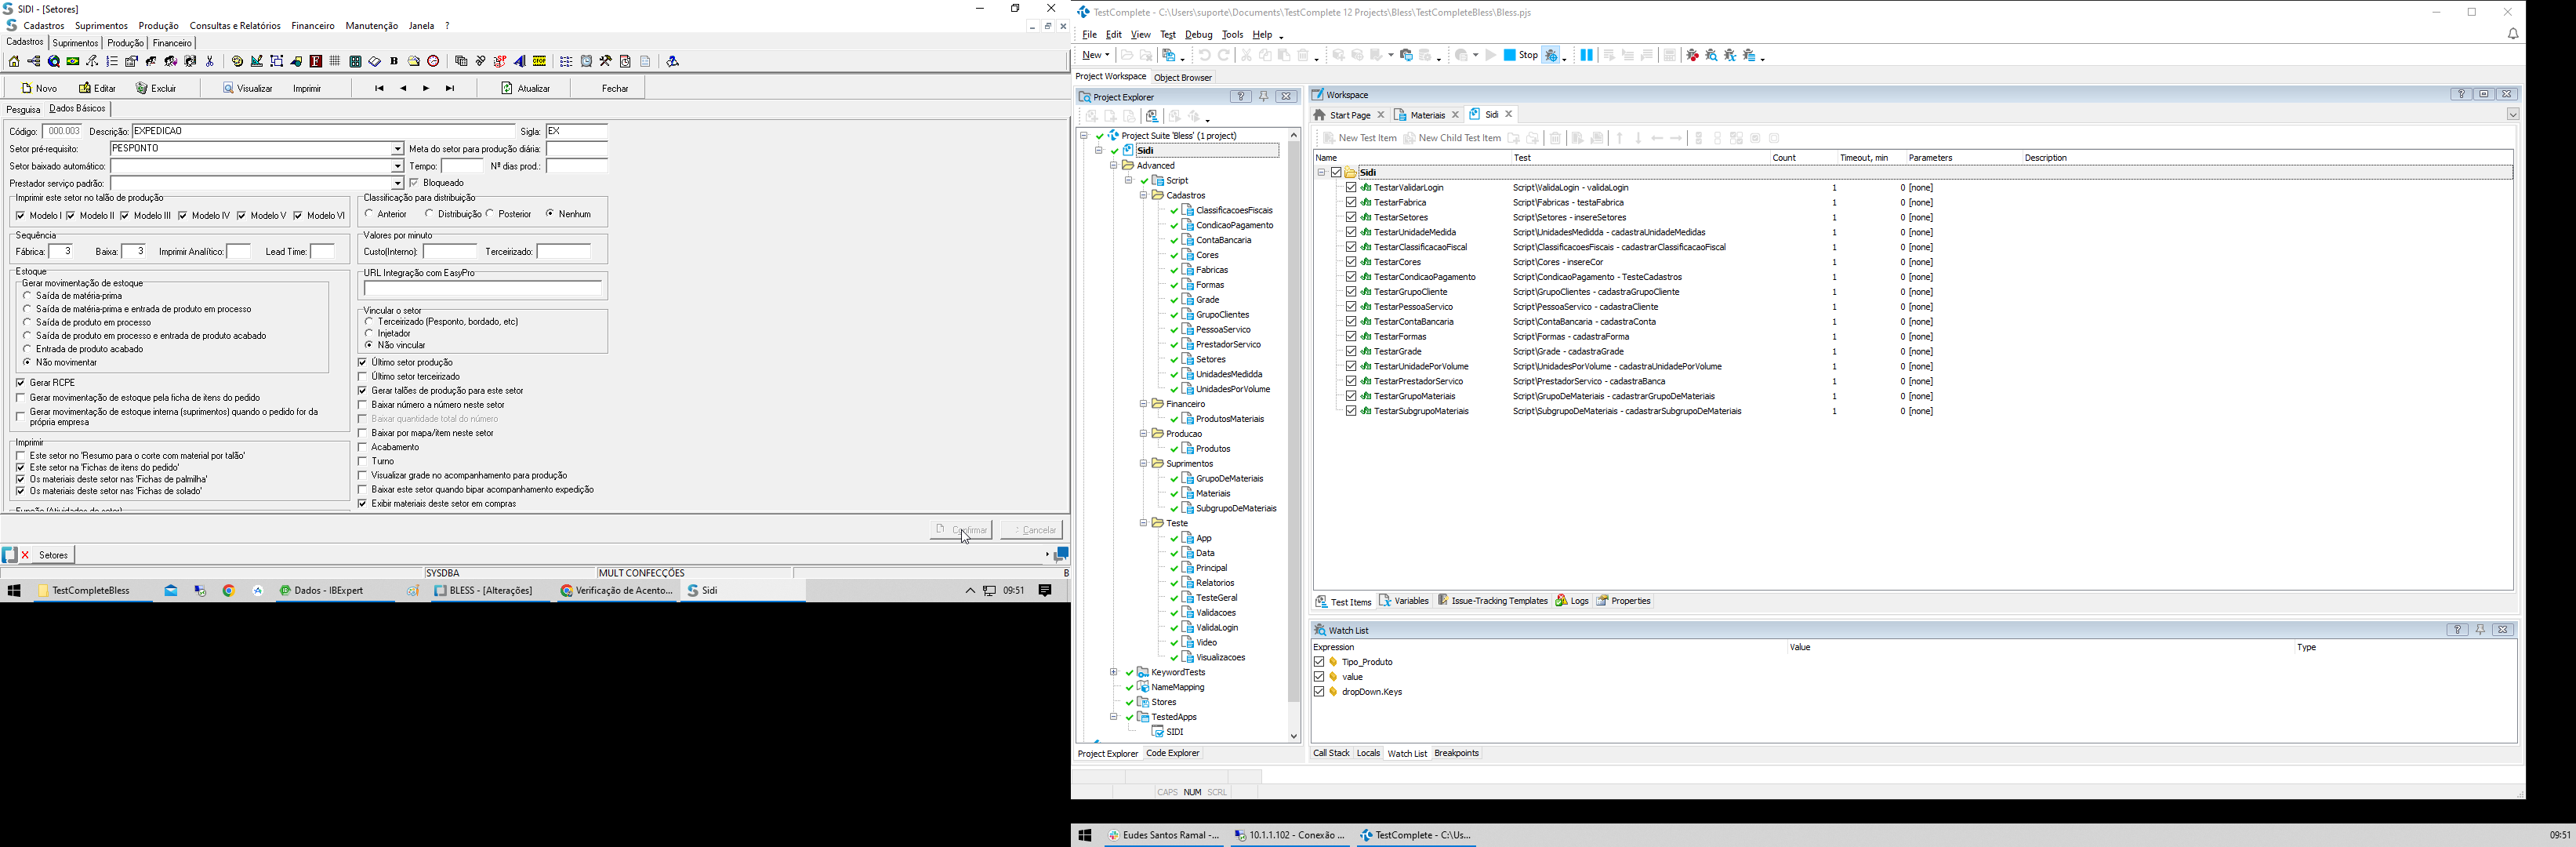 SIDI - [Setores]
Cadastros Suprimentos Produção Consultas e Relatórios Financeiro Manutenção Janela ?
Cadastros Suprimentos Produção Financeiro
Novo Editar Excluir Visualizar Imprimir Atualizar Fechar
Pesquisa Dados Básicos
Código: 000.003 Descrição: EXPEDICAO Sigla: EX
Setor pré-requisito: PESPONTO Meta do setor para produção diária:
Setor baixado automático: Tempo: Nº dias prod.:
Prestador serviço padrão: Bloqueado
Imprimir este setor no talão de produção
Modelo I Modelo II Modelo III Modelo IV Modelo V Modelo VI
Classificação para distribuição
Anterior Distribuição Posterior Nenhum
Sequência
Fábrica: 3 Baixa: 3 Imprimir Analítico: Lead Time:
Valores por minuto
Custo(Interno): Terceirizado:
Estoque
Gerar movimentação de estoque
Saída de matéria-prima
Saída de matéria-prima e entrada de produto em processo
Saída de produto em processo
Saída de produto em processo e entrada de produto acabado
Entrada de produto acabado
Não movimentar
Gerar RCPE
Gerar movimentação de estoque pela ficha de itens do pedido
Gerar movimentação de estoque interna (suprimentos) quando o pedido for da
própria empresa
Imprimir
Este setor no 'Resumo para o corte com material por talão'
Este setor na 'Fichas de itens do pedido'
Os materiais deste setor nas 'Fichas de palmilha'
Os materiais deste setor nas 'Fichas de solado'
URL Integração com EasyPro
Vincular o setor
Terceirizado (Pesponto, bordado, etc)
Injetador
Não vincular
Último setor produção
Último setor terceirizado
Gerar talões de produção para este setor
Baixar número a número neste setor
Baixar quantidade total do número
Baixar por mapa/item neste setor
Acabamento
Turno
Visualizar grade no acompanhamento para produção
Baixar este setor quando bipar acompanhamento expedição
Exibir materiais deste setor em compras
Confirmar Cancelar
Setores
SYSDBA MULT CONFECÇÕES B
TestCompleteBless Dados - IBExpert BLESS - [Alterações] Verificação de Acento... Sidi 09:51
TestComplete - C:\Users\suporte\Documents\TestComplete 12 Projects\Bless\TestCompleteBless\Bless.pjs
File Edit View Test Debug Tools Help
New Stop
Project Workspace Object Browser
Project Explorer
Project Suite 'Bless' (1 project)
Sidi
Advanced
Script
Cadastros
ClassificacoesFiscais
CondicaoPagamento
ContaBancaria
Cores
Fabricas
Formas
Grade
GrupoClientes
PessoaServico
PrestadorServico
Setores
UnidadesMedidda
UnidadesPorVolume
Financeiro
ProdutosMateriais
Producao
Produtos
Suprimentos
GrupoDeMateriais
Materiais
SubgrupoDeMateriais
Teste
App
Data
Principal
Relatorios
TesteGeral
Validacoes
ValidaLogin
Video
Visualizacoes
KeywordTests
NameMapping
Stores
TestedApps
SIDI
Project Explorer Code Explorer
Workspace
Start Page Materiais Sidi
New Test Item New Child Test Item
Name Test Count Timeout, min Parameters Description
Sidi
TestarValidarLogin Script\ValidaLogin - validaLogin 1 0 [none]
TestarFabrica Script\Fabricas - testaFabrica 1 0 [none]
TestarSetores Script\Setores - insereSetores 1 0 [none]
TestarUnidadeMedida Script\UnidadesMedidda - cadastraUnidadeMedidas 1 0 [none]
TestarClassificacaoFiscal Script\ClassificacoesFiscais - cadastrarClassificacaoFiscal 1 0 [none]
TestarCores Script\Cores - insereCor 1 0 [none]
TestarCondicaoPagamento Script\CondicaoPagamento - TesteCadastros 1 0 [none]
TestarGrupoCliente Script\GrupoClientes - cadastraGrupoCliente 1 0 [none]
TestarPessoaServico Script\PessoaServico - cadastraCliente 1 0 [none]
TestarContaBancaria Script\ContaBancaria - cadastraConta 1 0 [none]
TestarFormas Script\Formas - cadastraForma 1 0 [none]
TestarGrade Script\Grade - cadastraGrade 1 0 [none]
TestarUnidadePorVolume Script\UnidadesPorVolume - cadastraUnidadePorVolume 1 0 [none]
TestarPrestadorServico Script\PrestadorServico - cadastraBanca 1 0 [none]
TestarGrupoMateriais Script\GrupoDeMateriais - cadastrarGrupoDeMateriais 1 0 [none]
TestarSubgrupoMateriais Script\SubgrupoDeMateriais - cadastrarSubgrupoDeMateriais 1 0 [none]
Test Items Variables Issue-Tracking Templates Logs Properties
Watch List
Expression Value Type
Tipo_Produto
value
dropDown.Keys
Call Stack Locals Watch List Breakpoints
CAPS NUM SCRL
Eudes Santos Ramal -... 10.1.1.102 - Conexão ... TestComplete - C:\Us... 09:51